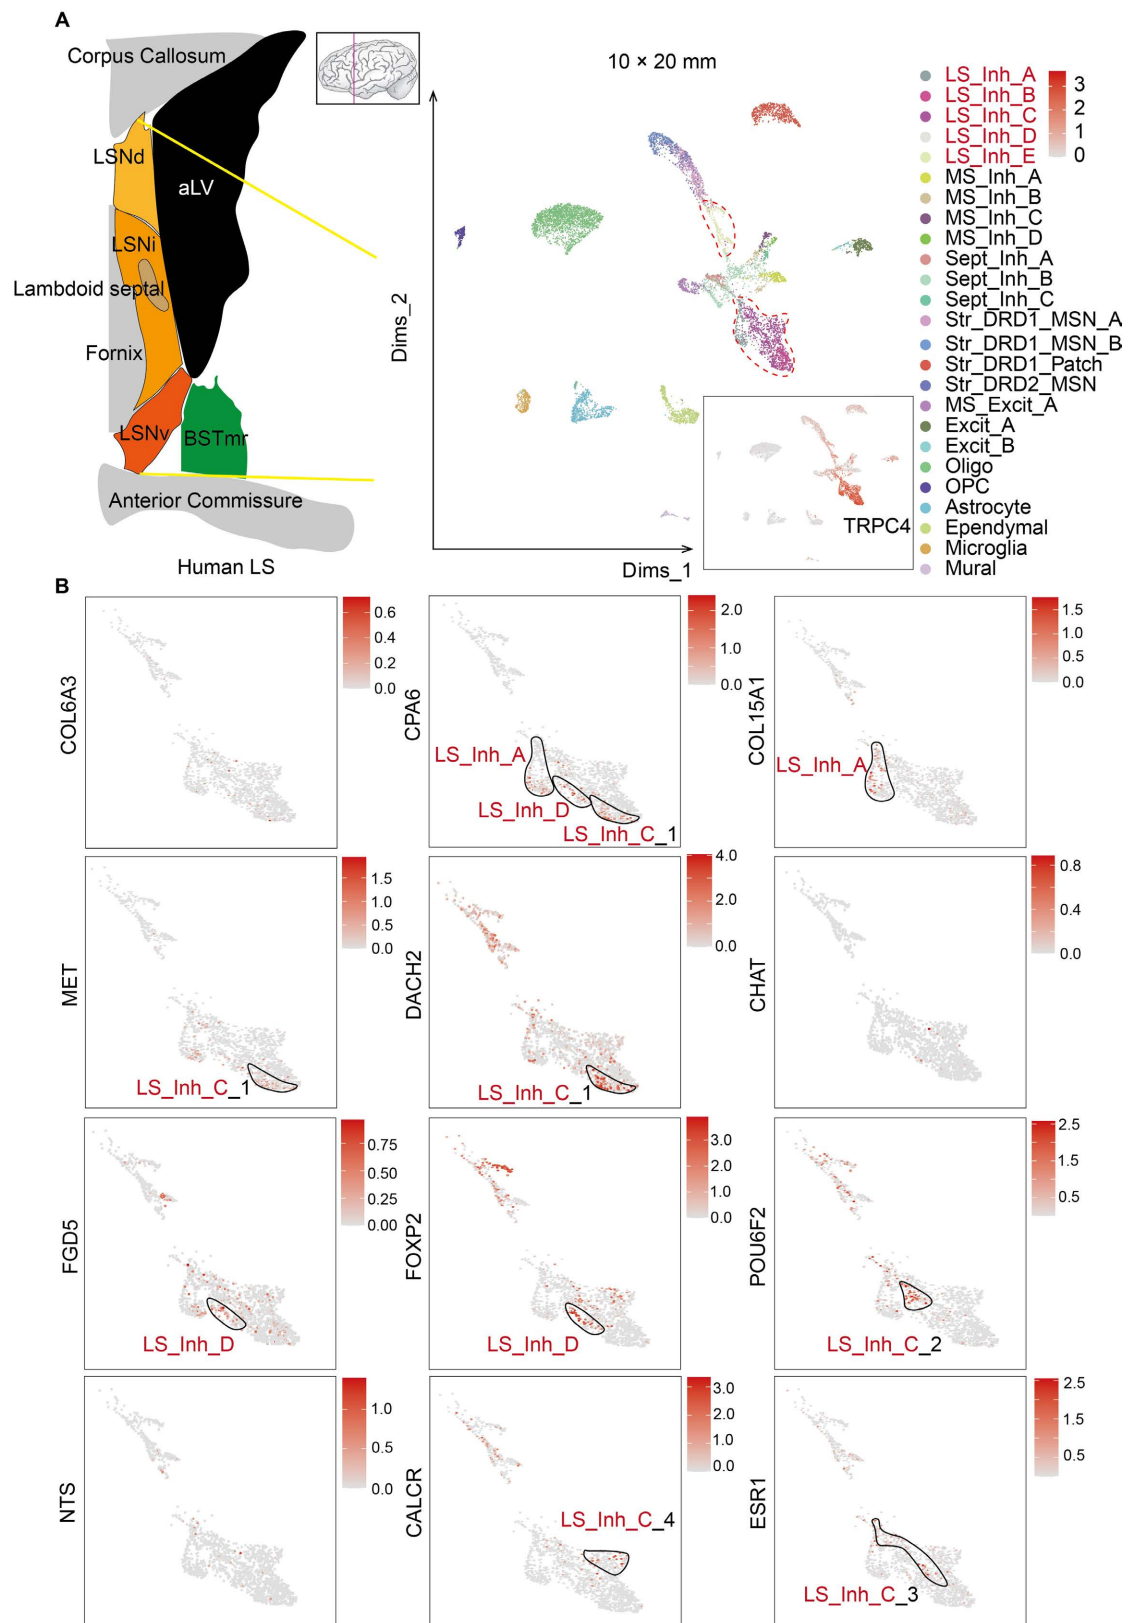 A
Corpus Callosum
LSNd
aLV
LSNi
Lambdoid septal
Fornix
LSNv
BSTmr
Anterior Commissure
Human LS
10 × 20 mm
Dims_2
Dims_1
TRPC4
LS_Inh_A
LS_Inh_B
LS_Inh_C
LS_Inh_D
LS_Inh_E
MS_Inh_A
MS_Inh_B
MS_Inh_C
MS_Inh_D
Sept_Inh_A
Sept_Inh_B
Sept_Inh_C
Str_DRD1_MSN_A
Str_DRD1_MSN_B
Str_DRD1_Patch
Str_DRD2_MSN
MS_Excit_A
Excit_A
Excit_B
Oligo
OPC
Astrocyte
Ependymal
Microglia
Mural
3
2
1
0
B
COL6A3
0.6
0.4
0.2
0.0
CPA6
LS_Inh_A
LS_Inh_D
LS_Inh_C_1
2.0
1.0
0.0
COL15A1
LS_Inh_A
1.5
1.0
0.5
0.0
MET
LS_Inh_C_1
1.5
1.0
0.5
0.0
DACH2
LS_Inh_C_1
4.0
2.0
0.0
CHAT
0.8
0.4
0.0
FGD5
LS_Inh_D
0.75
0.50
0.25
0.00
FOXP2
LS_Inh_D
3.0
2.0
1.0
0.0
POU6F2
LS_Inh_C_2
2.5
1.5
0.5
NTS
1.0
0.5
0.0
CALCR
LS_Inh_C_4
3.0
2.0
1.0
0.0
ESR1
LS_Inh_C_3
2.5
1.5
0.5